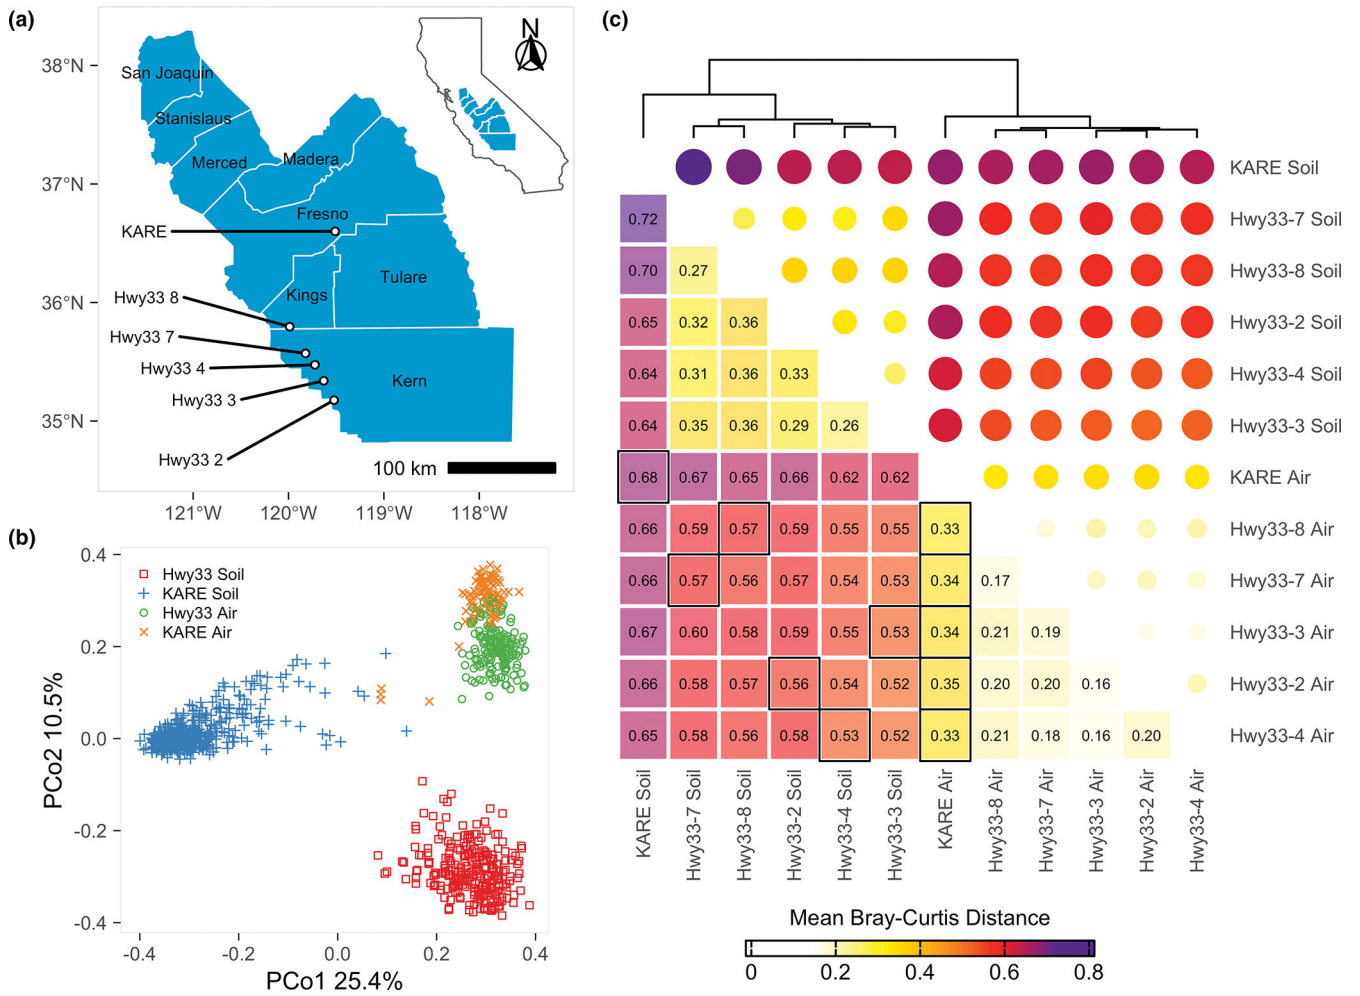 (a)
N
38°N
37°N
36°N
35°N
San Joaquin
Stanislaus
Merced
Madera
Fresno
KARE
Tulare
Kings
Hwy33 8
Hwy33 7
Hwy33 4
Kern
Hwy33 3
Hwy33 2
100 km
121°W 120°W 119°W 118°W
(b)
Hwy33 Soil
KARE Soil
Hwy33 Air
KARE Air
0.4
0.2
0.0
-0.2
-0.4
PCo2 10.5%
-0.4 -0.2 0.0 0.2 0.4
PCo1 25.4%
(c)
KARE Soil
0.72 Hwy33-7 Soil
0.70 0.27 Hwy33-8 Soil
0.65 0.32 0.36 Hwy33-2 Soil
0.64 0.31 0.36 0.33 Hwy33-4 Soil
0.64 0.35 0.36 0.29 0.26 Hwy33-3 Soil
0.68 0.67 0.65 0.66 0.62 0.62 KARE Air
0.66 0.59 0.57 0.59 0.55 0.55 0.33 Hwy33-8 Air
0.66 0.57 0.56 0.57 0.54 0.53 0.34 0.17 Hwy33-7 Air
0.67 0.60 0.58 0.59 0.55 0.53 0.34 0.21 0.19 Hwy33-3 Air
0.66 0.58 0.57 0.56 0.54 0.52 0.35 0.20 0.20 0.16 Hwy33-2 Air
0.65 0.58 0.56 0.58 0.53 0.52 0.33 0.21 0.18 0.16 0.20 Hwy33-4 Air
KARE Soil
Hwy33-7 Soil
Hwy33-8 Soil
Hwy33-2 Soil
Hwy33-4 Soil
Hwy33-3 Soil
KARE Air
Hwy33-8 Air
Hwy33-7 Air
Hwy33-3 Air
Hwy33-2 Air
Hwy33-4 Air
Mean Bray-Curtis Distance
0 0.2 0.4 0.6 0.8